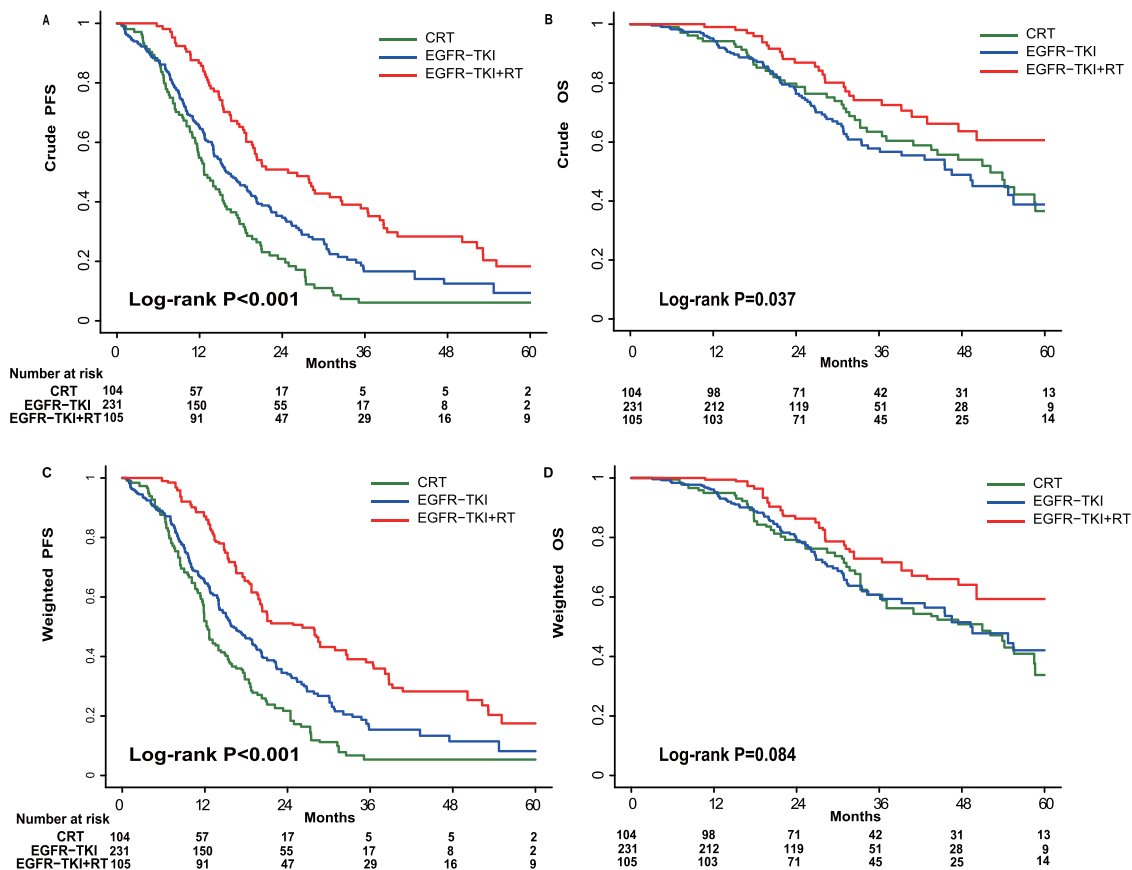 A
Crude PFS
1
0.8
0.6
0.4
0.2
0
CRT
EGFR−TKI
EGFR−TKI+RT
Log-rank P<0.001
0 12 24 36 48 60
Months
Number at risk
CRT 104 57 17 5 5 2
EGFR−TKI 231 150 55 17 8 2
EGFR−TKI+RT 105 91 47 29 16 9
B
Crude OS
1
0.8
0.6
0.4
0.2
0
CRT
EGFR−TKI
EGFR−TKI+RT
Log-rank P=0.037
0 12 24 36 48 60
Months
104 98 71 42 31 13
231 212 119 51 28 9
105 103 71 45 25 14
C
Weighted PFS
1
0.8
0.6
0.4
0.2
0
CRT
EGFR−TKI
EGFR−TKI+RT
Log-rank P<0.001
0 12 24 36 48 60
Months
Number at risk
CRT 104 57 17 5 5 2
EGFR−TKI 231 150 55 17 8 2
EGFR−TKI+RT 105 91 47 29 16 9
D
Weighted OS
1
0.8
0.6
0.4
0.2
0
CRT
EGFR−TKI
EGFR−TKI+RT
Log-rank P=0.084
0 12 24 36 48 60
Months
104 98 71 42 31 13
231 212 119 51 28 9
105 103 71 45 25 14